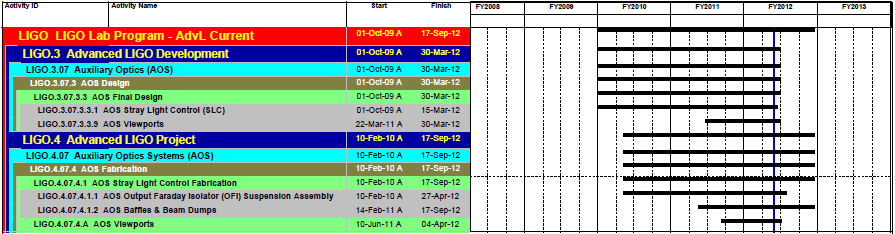 Activity ID Activity Name Start Finish FY2008 FY2009 FY2010 FY2011 FY2012 FY2013
LIGO LIGO Lab Program - AdvL Current 01-Oct-09 A 17-Sep-12
LIGO.3 Advanced LIGO Development 01-Oct-09 A 30-Mar-12
LIGO.3.07 Auxiliary Optics (AOS) 01-Oct-09 A 30-Mar-12
LIGO.3.07.3 AOS Design 01-Oct-09 A 30-Mar-12
LIGO.3.07.3.3 AOS Final Design 01-Oct-09 A 30-Mar-12
LIGO.3.07.3.3.1 AOS Stray Light Control (SLC) 01-Oct-09 A 15-Mar-12
LIGO.3.07.3.3.9 AOS Viewports 22-Mar-11 A 30-Mar-12
LIGO.4 Advanced LIGO Project 10-Feb-10 A 17-Sep-12
LIGO.4.07 Auxiliary Optics Systems (AOS) 10-Feb-10 A 17-Sep-12
LIGO.4.07.4 AOS Fabrication 10-Feb-10 A 17-Sep-12
LIGO.4.07.4.1 AOS Stray Light Control Fabrication 10-Feb-10 A 17-Sep-12
LIGO.4.07.4.1.1 AOS Output Faraday Isolator (OFI) Suspension Assembly 10-Feb-10 A 27-Apr-12
LIGO.4.07.4.1.2 AOS Baffles & Beam Dumps 14-Feb-11 A 17-Sep-12
LIGO.4.07.4.A AOS Viewports 10-Jun-11 A 04-Apr-12